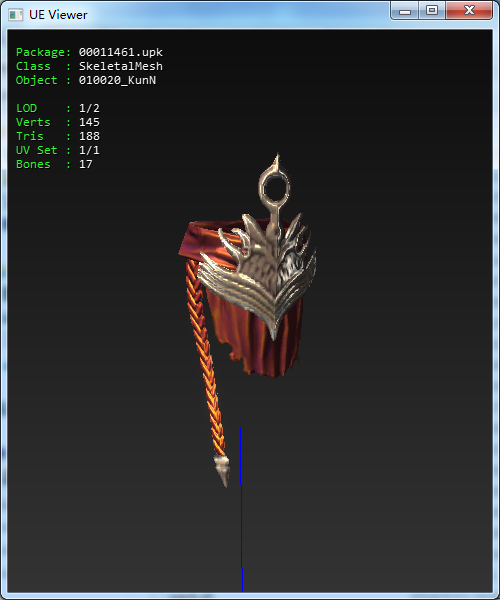 UE Viewer
Package: 00011461.upk
Class : SkeletalMesh
Object : 010020_KunN
LOD : 1/2
Verts : 145
Tris : 188
UV Set : 1/1
Bones : 17